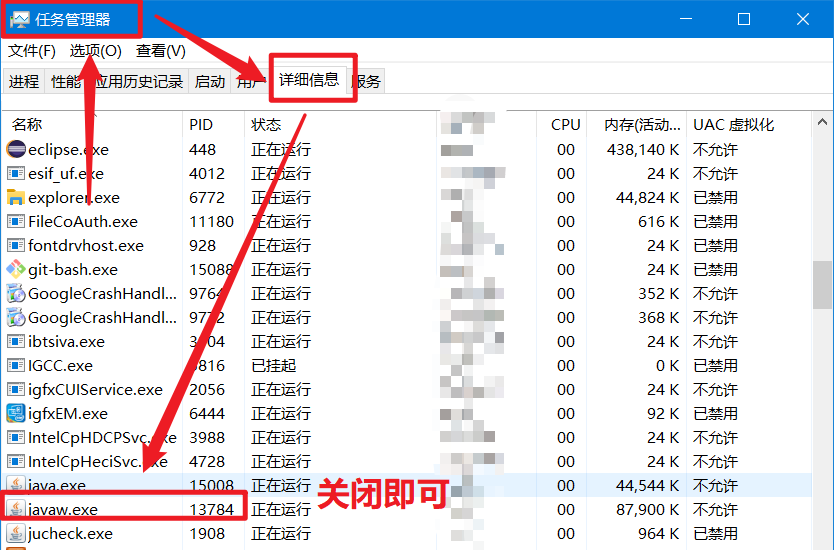 任务管理器
文件(F) 选项(O) 查看(V)
进程 性能 应用历史记录 启动 用户 详细信息 服务
名称 PID 状态 CPU 内存(活动... UAC 虚拟化
eclipse.exe 448 正在运行 00 438,140 K 不允许
esif_uf.exe 4012 正在运行 00 24 K 不允许
explorer.exe 6772 正在运行 00 44,824 K 已禁用
FileCoAuth.exe 11180 正在运行 00 616 K 已禁用
fontdrvhost.exe 928 正在运行 00 24 K 已禁用
git-bash.exe 15088 正在运行 00 24 K 已禁用
GoogleCrashHandl... 9764 正在运行 00 352 K 不允许
GoogleCrashHandl... 9772 正在运行 00 368 K 不允许
ibtsiva.exe 正在运行 00 24 K 不允许
IGCC.exe 已挂起 00 0 K 已禁用
igfxCUIService.exe 2056 正在运行 00 24 K 不允许
igfxEM.exe 6444 正在运行 00 92 K 已禁用
IntelCpHDCPSvc.exe 3988 正在运行 00 24 K 不允许
IntelCpHeciSvc.exe 4728 正在运行 00 24 K 不允许
java.exe 15008 正在运行 00 44,544 K 不允许
javaw.exe 13784 正在运行 关闭即可 00 87,900 K 不允许
jucheck.exe 1908 正在运行 00 964 K 已禁用